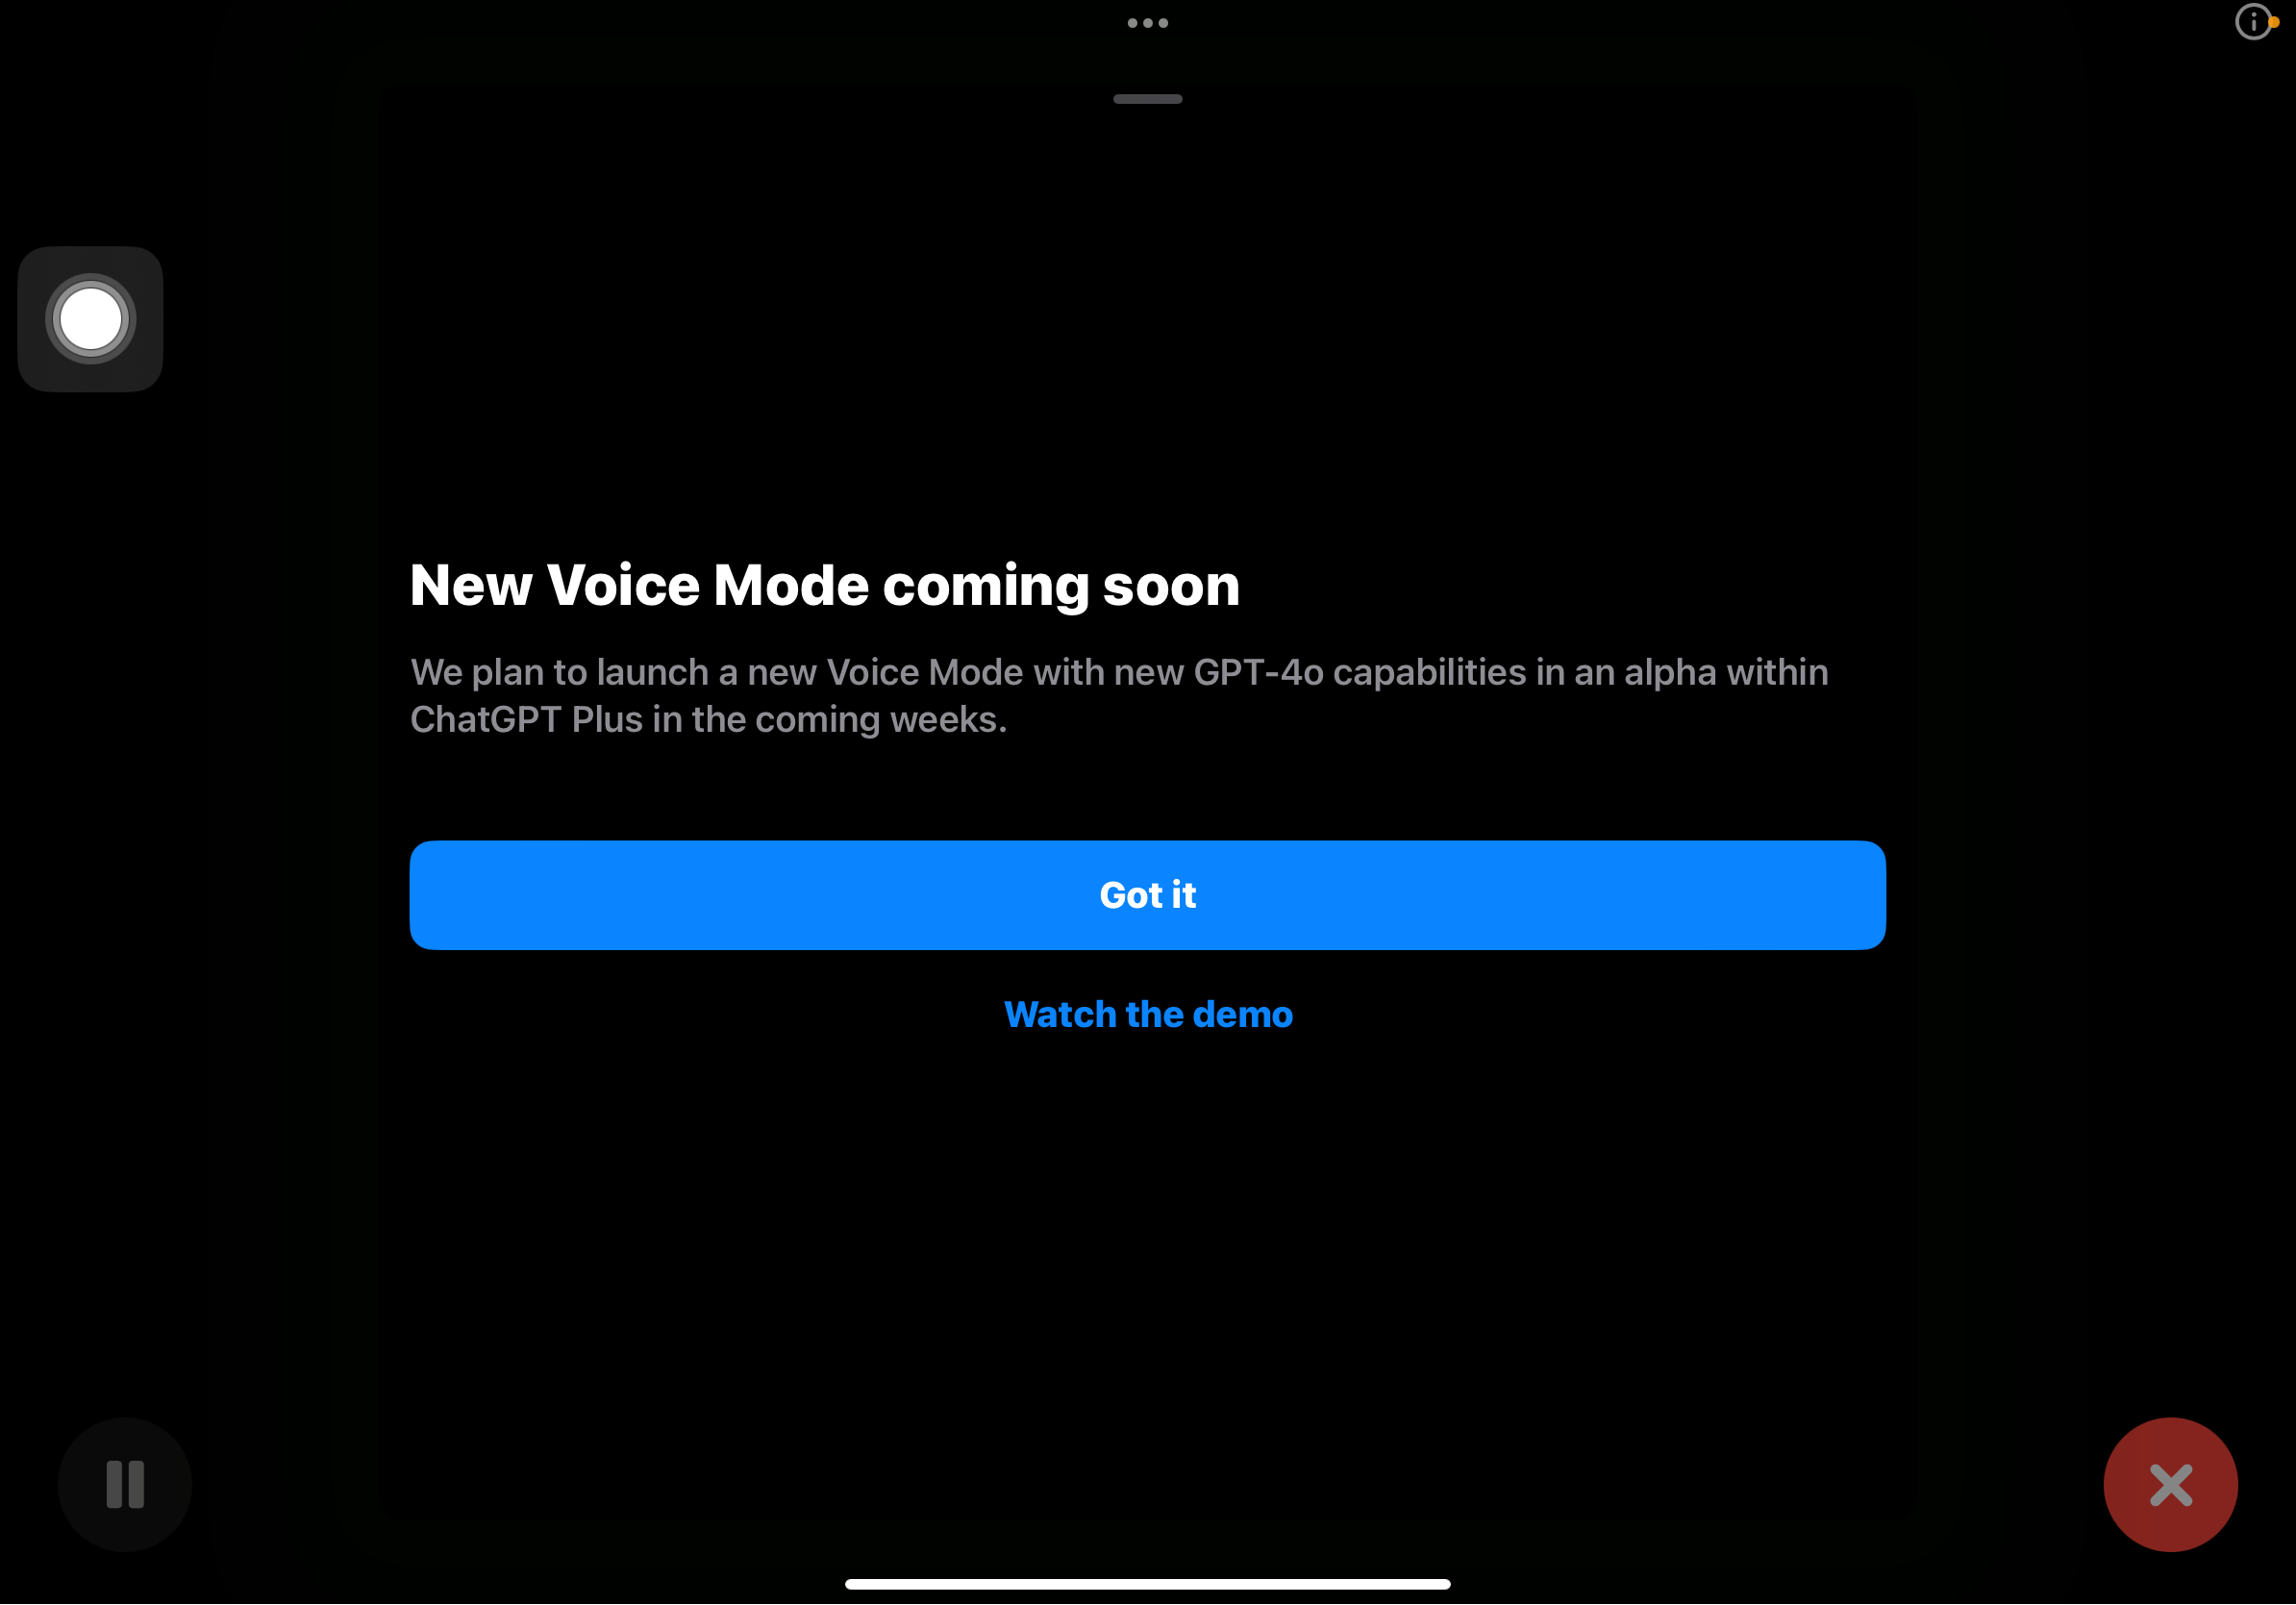 New Voice Mode coming soon
We plan to launch a new Voice Mode with new GPT-4o capabilities in an alpha within
ChatGPT Plus in the coming weeks.
Got it
Watch the demo